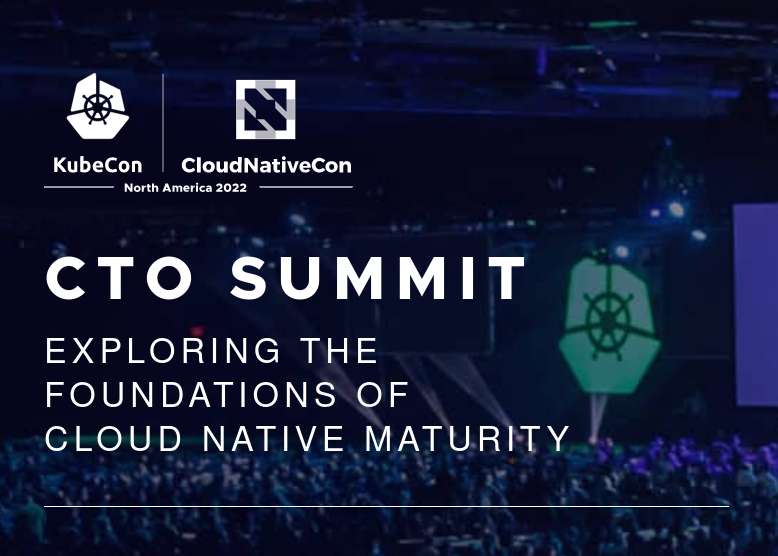 KubeCon
CloudNativeCon
North America 2022
CTO SUMMIT
EXPLORING THE
FOUNDATIONS OF
CLOUD NATIVE MATURITY